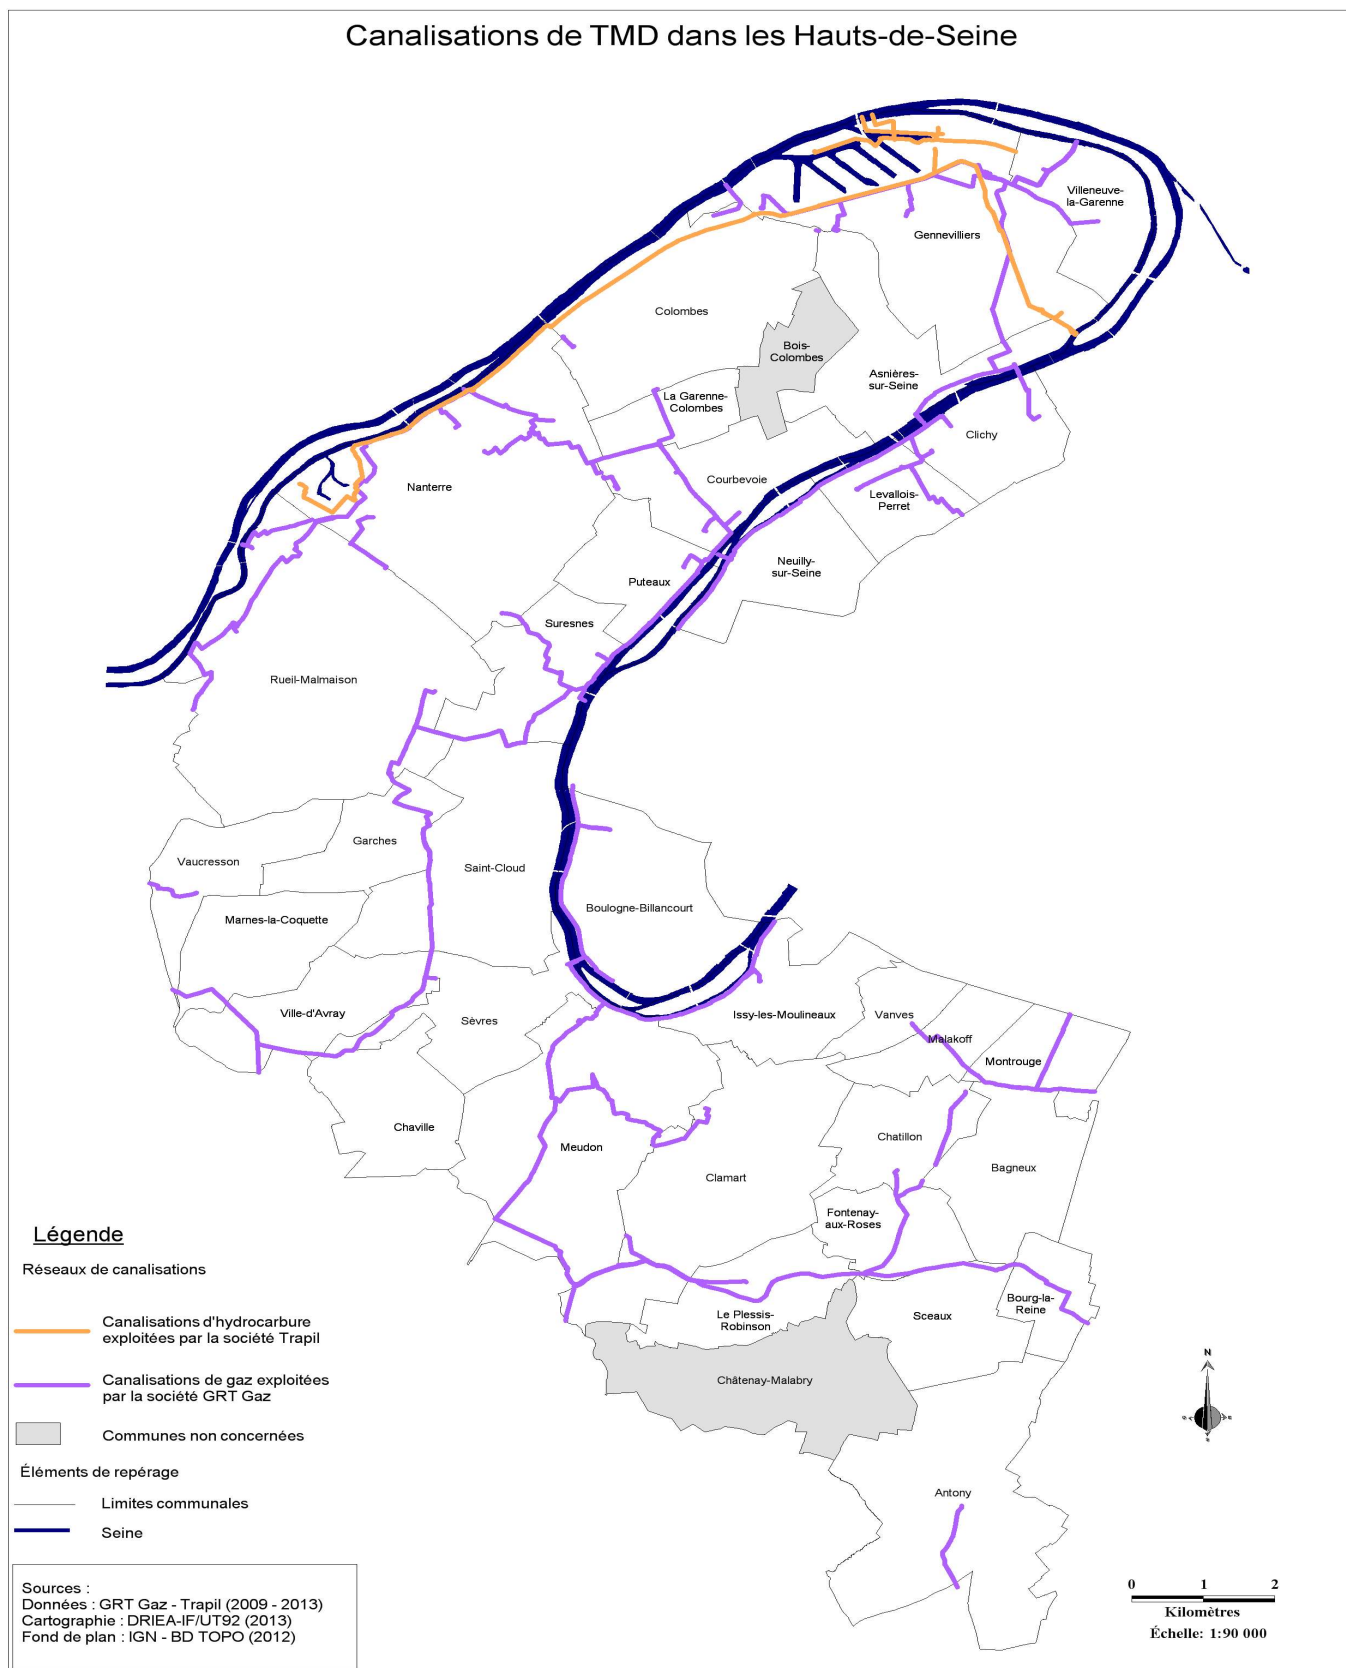 Canalisations de TMD dans les Hauts-de-Seine
Villeneuve-
la-Garenne
Gennevilliers
Colombes
Bois-
Colombes
Asnières-
sur-Seine
La Garenne-
Colombes
Clichy
Courbevoie
Nanterre
Levallois-
Perret
Neuilly-
sur-Seine
Puteaux
Suresnes
Rueil-Malmaison
Garches
Vaucresson
Saint-Cloud
Boulogne-Billancourt
Marnes-la-Coquette
Ville-d'Avray
Sèvres
Issy-les-Moulineaux
Vanves
Malakoff
Montrouge
Chaville
Meudon
Chatillon
Bagneux
Clamart
Fontenay-
aux-Roses
Bourg-la-
Reine
Le Plessis-
Robinson
Sceaux
Châtenay-Malabry
Antony
Légende
Réseaux de canalisations
Canalisations d'hydrocarbure
exploitées par la société Trapil
Canalisations de gaz exploitées
par la société GRT Gaz
Communes non concernées
Éléments de repérage
Limites communales
Seine
Sources :
Données : GRT Gaz - Trapil (2009 - 2013)
Cartographie : DRIEA-IF/UT92 (2013)
Fond de plan : IGN - BD TOPO (2012)
N
0 1 2
Kilomètres
Échelle: 1:90 000